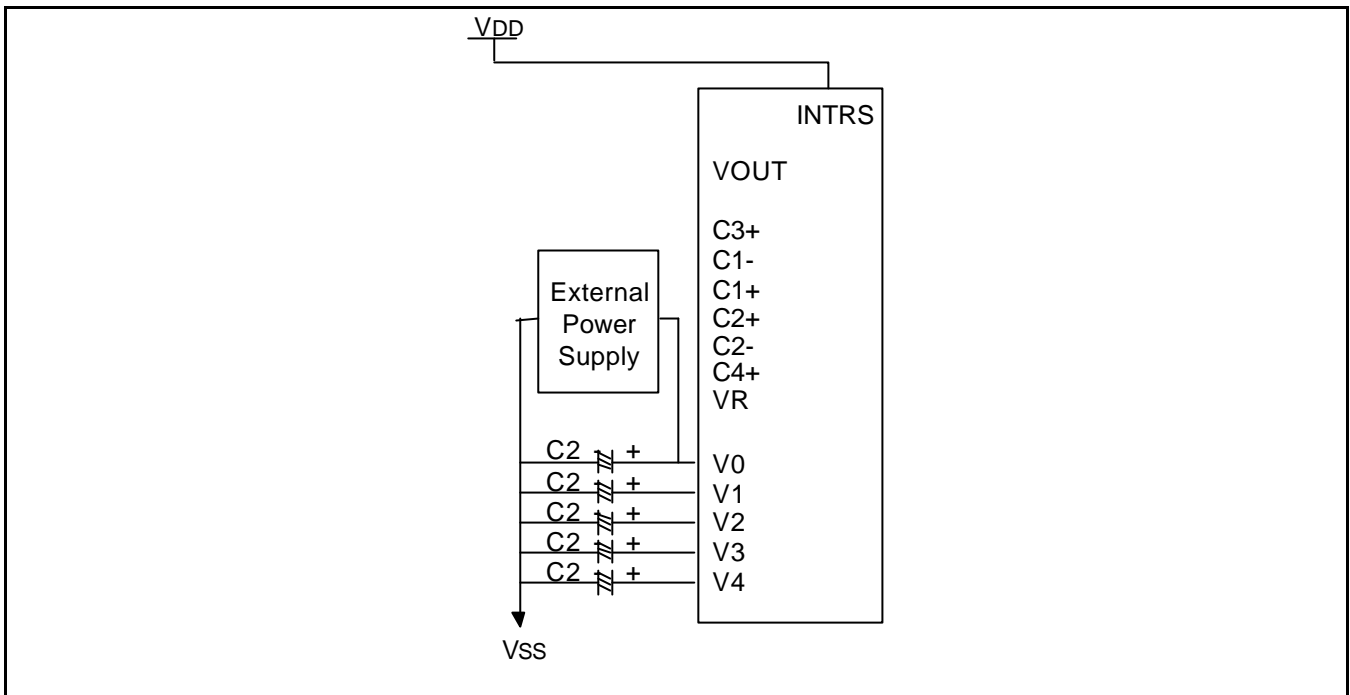 VDD
INTRS
VOUT
C3+
C1-
C1+
C2+
C2-
C4+
VR
External
Power
Supply
C2 - + V0
C2 - + V1
C2 - + V2
C2 - + V3
C2 - + V4
VSS